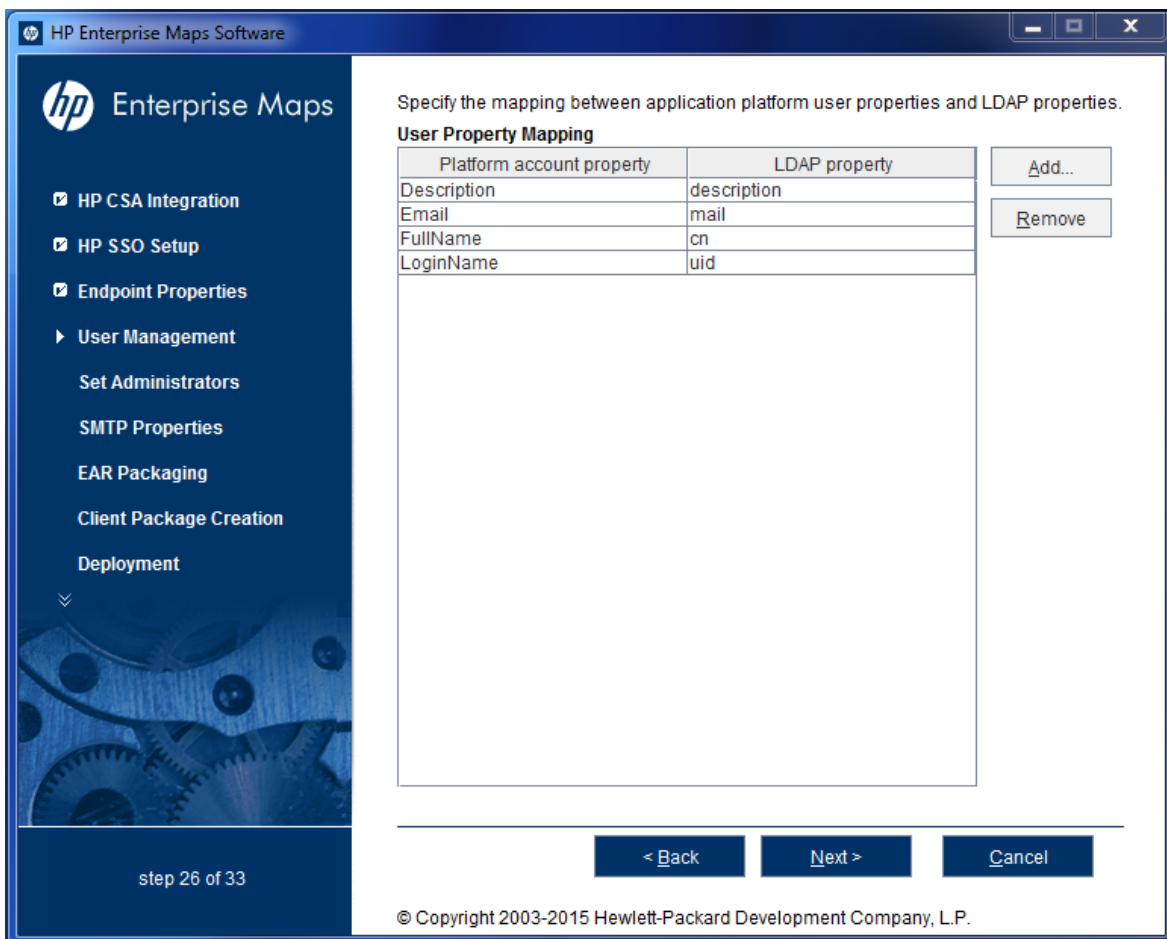 HP Enterprise Maps Software
hp Enterprise Maps
HP CSA Integration
HP SSO Setup
Endpoint Properties
User Management
Set Administrators
SMTP Properties
EAR Packaging
Client Package Creation
Deployment
step 26 of 33
Specify the mapping between application platform user properties and LDAP properties.
User Property Mapping
Platform account property LDAP property
Description description
Email mail
FullName cn
LoginName uid
Add...
Remove
< Back Next > Cancel
© Copyright 2003-2015 Hewlett-Packard Development Company, L.P.